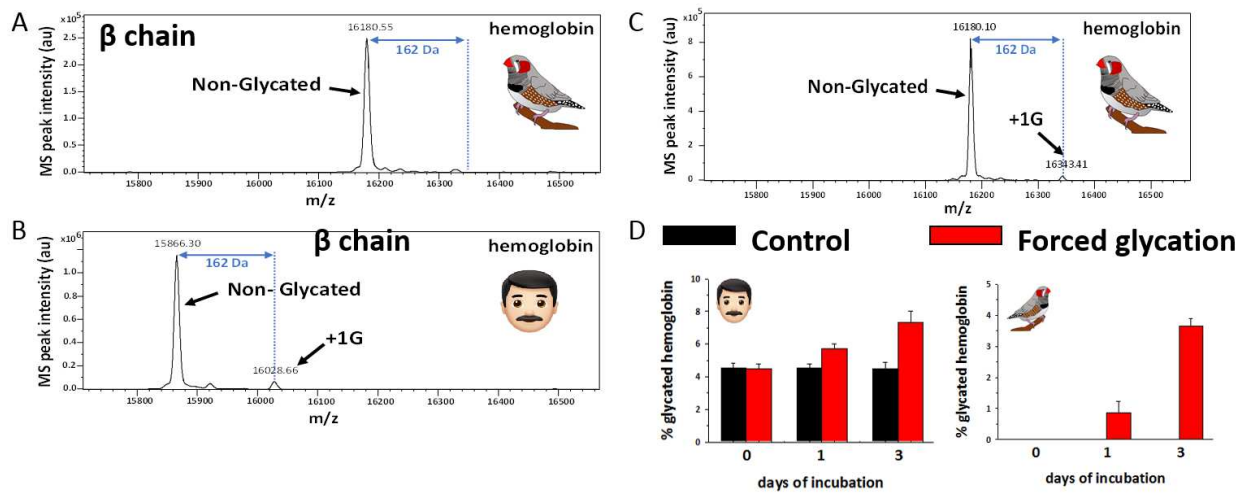 A
β chain
x10⁵
16180.55
162 Da
hemoglobin
Non-Glycated
MS peak intensity (au)
2.5
2.0
1.5
1.0
0.5
0.0
15800
15900
16000
16100
16200
16300
16400
16500
m/z
B
β chain
x10⁶
15866.30
162 Da
hemoglobin
Non- Glycated
+1G
16028.66
MS peak intensity (au)
1.0
0.8
0.6
0.4
0.2
0.0
15800
15900
16000
16100
16200
16300
16400
16500
m/z
C
x10⁵
16180.10
162 Da
hemoglobin
Non-Glycated
+1G
16343.41
MS peak intensity (au)
8
6
4
2
0
15800
15900
16000
16100
16200
16300
16400
16500
m/z
D
Control
Forced glycation
% glycated hemoglobin
10
8
6
4
2
0
0
1
3
days of incubation
% glycated hemoglobin
5
4
3
2
1
0
0
1
3
days of incubation